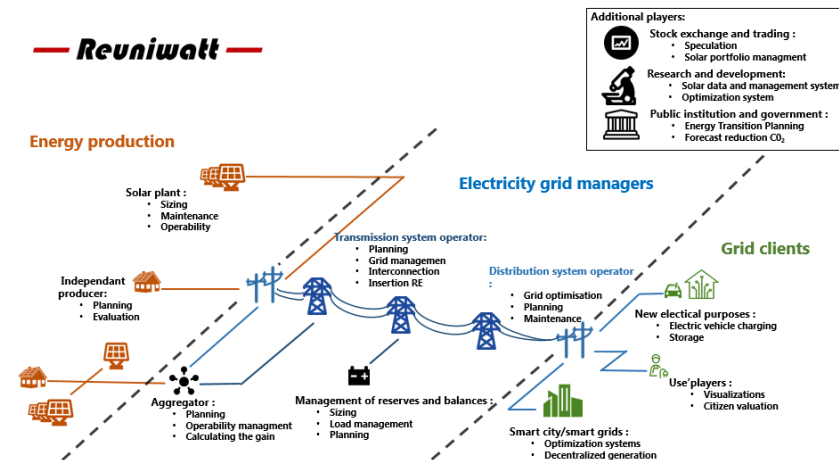 Reuniwatt
Additional players:
Stock exchange and trading :
• Speculation
• Solar portfolio managment
Research and development:
• Solar data and management system
• Optimization system
Public institution and government :
• Energy Transition Planning
• Forecast reduction C0₂
Energy production
Solar plant :
• Sizing
• Maintenance
• Operability
Independant
producer:
• Planning
• Evaluation
Aggregator :
• Planning
• Operability managment
• Calculating the gain
Electricity grid managers
Transmission system operator:
• Planning
• Grid managemen
• Interconnection
• Insertion RE
Distribution system operator
:
• Grid optimisation
• Planning
• Maintenance
Management of reserves and balances :
• Sizing
• Load management
• Planning
Grid clients
New electical purposes :
• Electric vehicle charging
• Storage
Use'players :
• Visualizations
• Citizen valuation
Smart city/smart grids :
• Optimization systems
• Decentralized generation